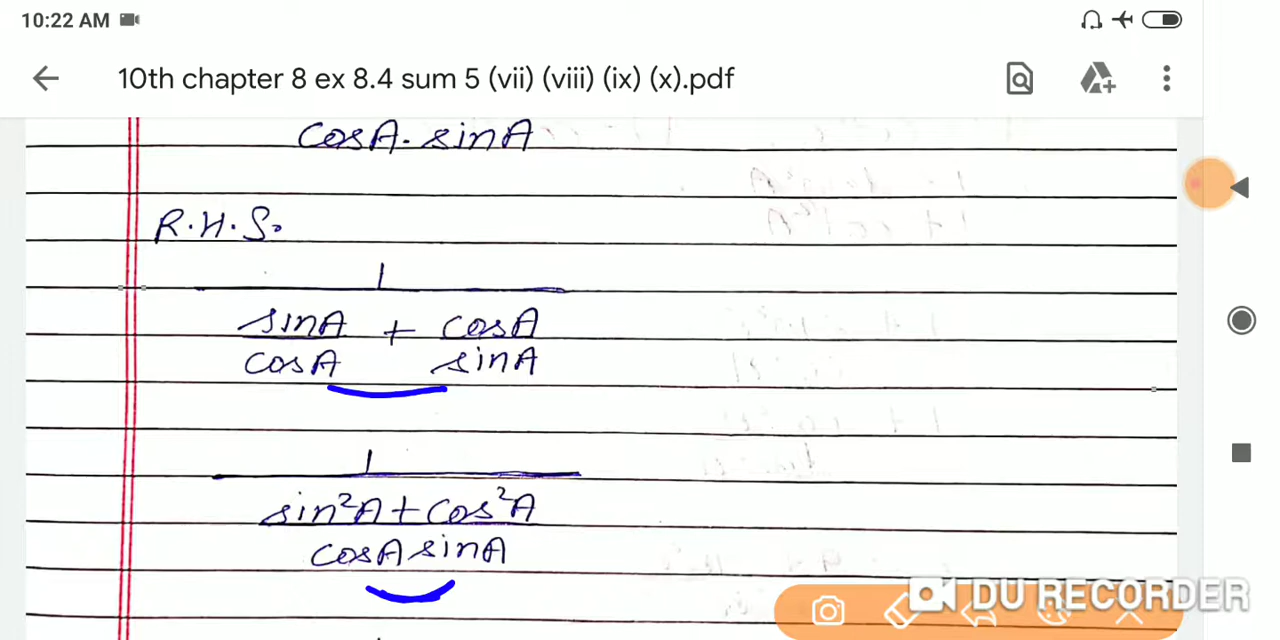 10:22 AM
10th chapter 8 ex 8.4 sum 5 (vii) (viii) (ix) (x).pdf
cosA. sinA
R.H.S.
1
sinA + cosA
cosA sinA
1
sin²A + cos²A
cosA sinA
DU RECORDER